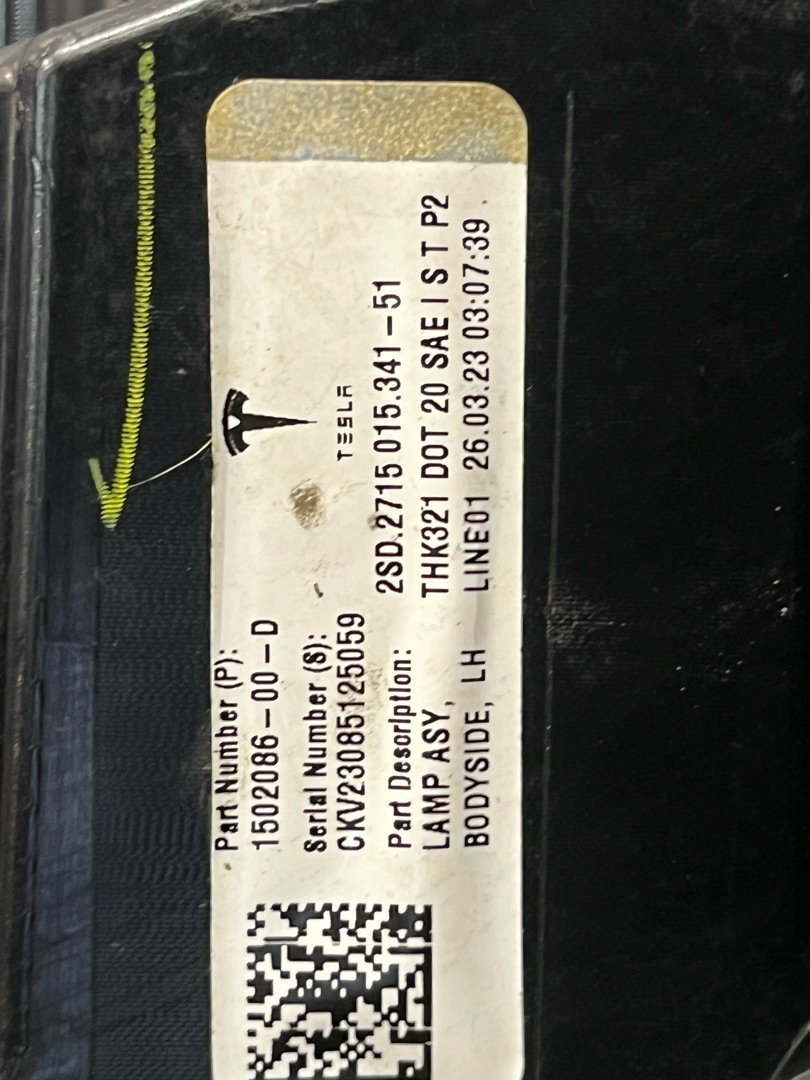 Part Number (P):
1502086-00-D
Serial Number (S):
CKV23085125059
Part Description:
LAMP ASY,
BODYSIDE, LH
TESLA
2SD.2715 015.341-51
THK321 DOT 20 SAE I S T P2
LINE01 26.03.23 03:07:39